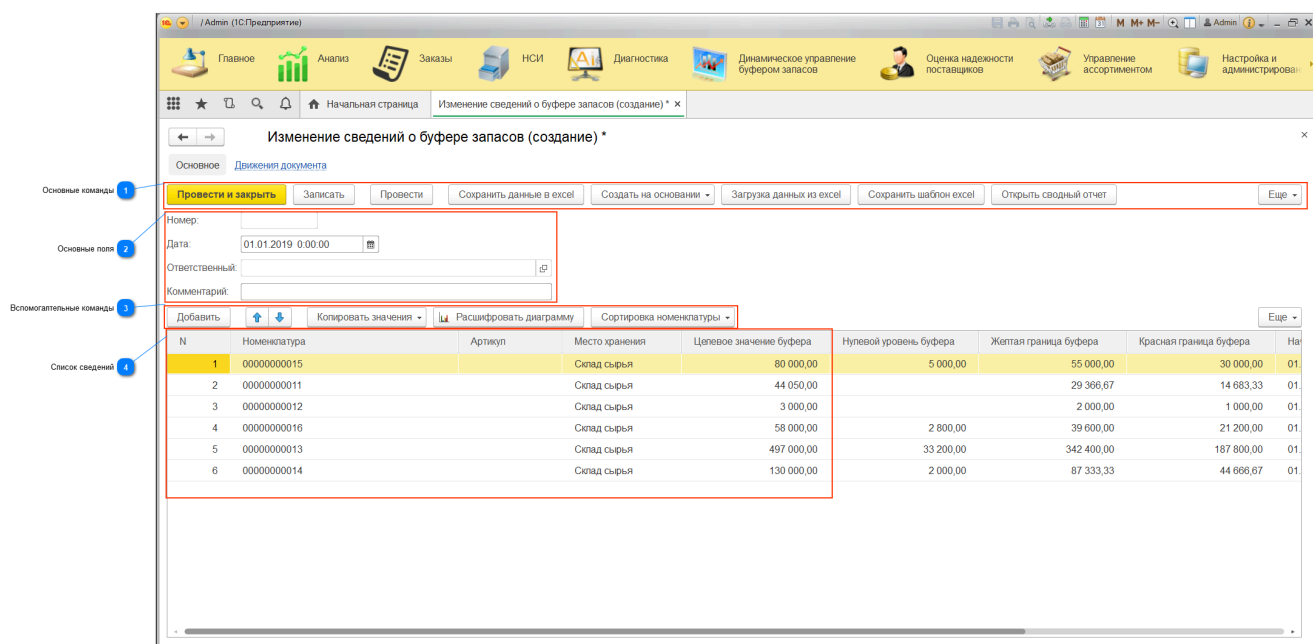 /Admin (1С:Предприятие) M M+ M- Admin
Главное Анализ Заказы НСИ Диагностика Динамическое управление буфером запасов Оценка надежности поставщиков Управление ассортиментом Настройка и администрирован
Начальная страница Изменение сведений о буфере запасов (создание) * ×
Изменение сведений о буфере запасов (создание) *
Основное Движения документа
Основные команды 1 Провести и закрыть Записать Провести Сохранить данные в excel Создать на основании Загрузка данных из excel Сохранить шаблон excel Открыть сводный отчет Еще
Номер:
Основные поля 2 Дата: 01.01.2019 0:00:00
Ответственный:
Комментарий:
Вспомогаптельные команды 3 Добавить Копировать значения Расшифровать диаграмму Сортировка номенклатуры Еще
N Номенклатура Артикул Место хранения Целевое значение буфера Нулевой уровень буфера Желтая граница буфера Красная граница буфера Нач
Список сведений 4 1 00000000015 Склад сырья 80 000,00 5 000,00 55 000,00 30 000,00 01.
2 00000000011 Склад сырья 44 050,00 29 366,67 14 683,33 01.
3 00000000012 Склад сырья 3 000,00 2 000,00 1 000,00 01.
4 00000000016 Склад сырья 58 000,00 2 800,00 39 600,00 21 200,00 01.
5 00000000013 Склад сырья 497 000,00 33 200,00 342 400,00 187 800,00 01.
6 00000000014 Склад сырья 130 000,00 2 000,00 87 333,33 44 666,67 01.